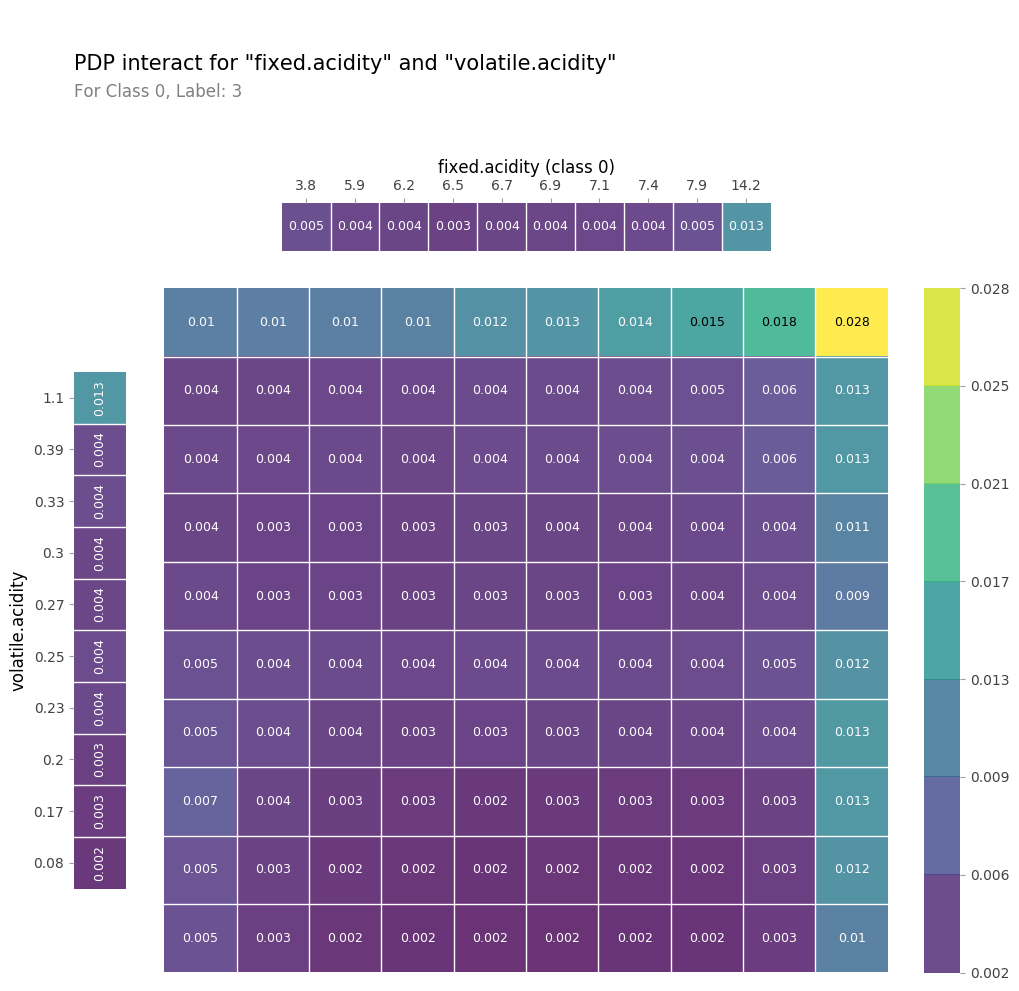 PDP interact for "fixed.acidity" and "volatile.acidity"
For Class 0, Label: 3
fixed.acidity (class 0)
3.8 5.9 6.2 6.5 6.7 6.9 7.1 7.4 7.9 14.2
0.005 0.004 0.004 0.003 0.004 0.004 0.004 0.004 0.005 0.013
volatile.acidity
1.1 0.013
0.39 0.004
0.33 0.004
0.3 0.004
0.27 0.004
0.25 0.004
0.23 0.004
0.2 0.003
0.17 0.003
0.08 0.002
0.01 0.01 0.01 0.01 0.012 0.013 0.014 0.015 0.018 0.028
0.004 0.004 0.004 0.004 0.004 0.004 0.004 0.005 0.006 0.013
0.004 0.004 0.004 0.004 0.004 0.004 0.004 0.004 0.006 0.013
0.004 0.003 0.003 0.003 0.003 0.004 0.004 0.004 0.004 0.011
0.004 0.003 0.003 0.003 0.003 0.003 0.003 0.004 0.004 0.009
0.005 0.004 0.004 0.004 0.004 0.004 0.004 0.004 0.005 0.012
0.005 0.004 0.004 0.003 0.003 0.003 0.004 0.004 0.004 0.013
0.007 0.004 0.003 0.003 0.002 0.003 0.003 0.003 0.003 0.013
0.005 0.003 0.002 0.002 0.002 0.002 0.002 0.002 0.003 0.012
0.005 0.003 0.002 0.002 0.002 0.002 0.002 0.002 0.003 0.01
0.028
0.025
0.021
0.017
0.013
0.009
0.006
0.002